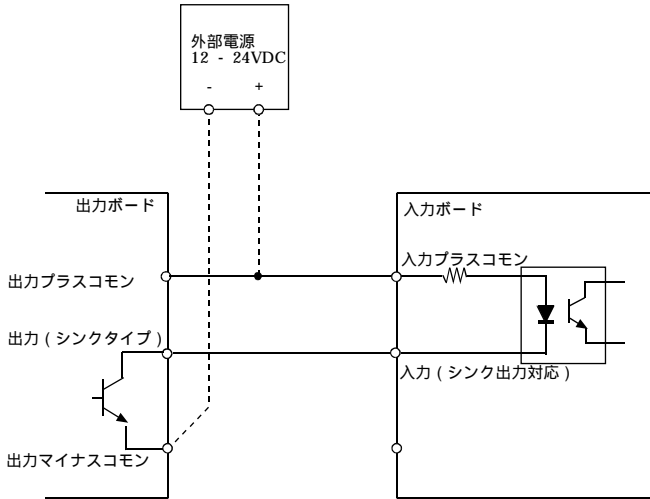 外部電源
12 - 24VDC
- +
出力ボード
入力ボード
出力プラスコモン
入力プラスコモン
出力(シンクタイプ)
入力(シンク出力対応)
出力マイナスコモン